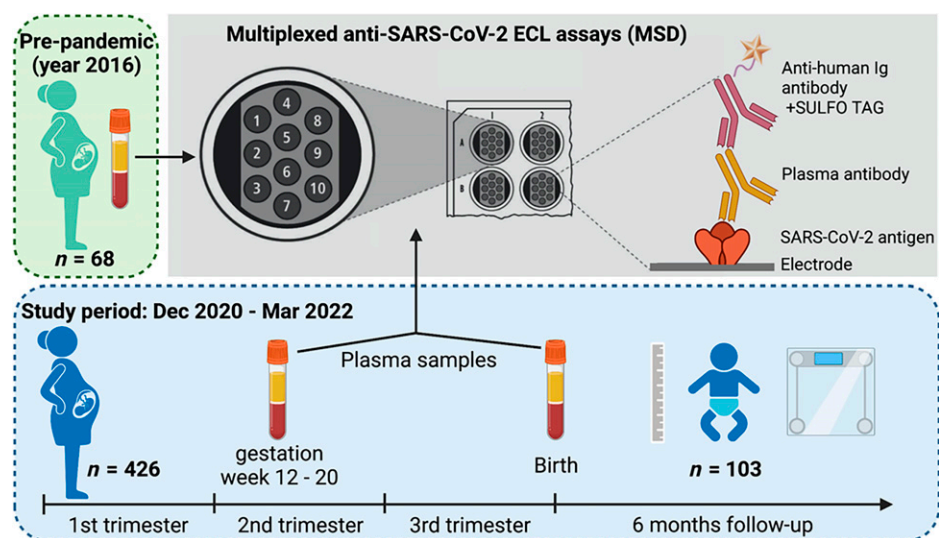 Pre-pandemic
(year 2016)
n = 68
Multiplexed anti-SARS-CoV-2 ECL assays (MSD)
1
2
3
4
5
6
7
8
9
10
1
2
A
B
Anti-human Ig
antibody
+SULFO TAG
Plasma antibody
SARS-CoV-2 antigen
Electrode
Study period: Dec 2020 - Mar 2022
Plasma samples
n = 426
gestation
week 12 - 20
Birth
n = 103
1st trimester
2nd trimester
3rd trimester
6 months follow-up